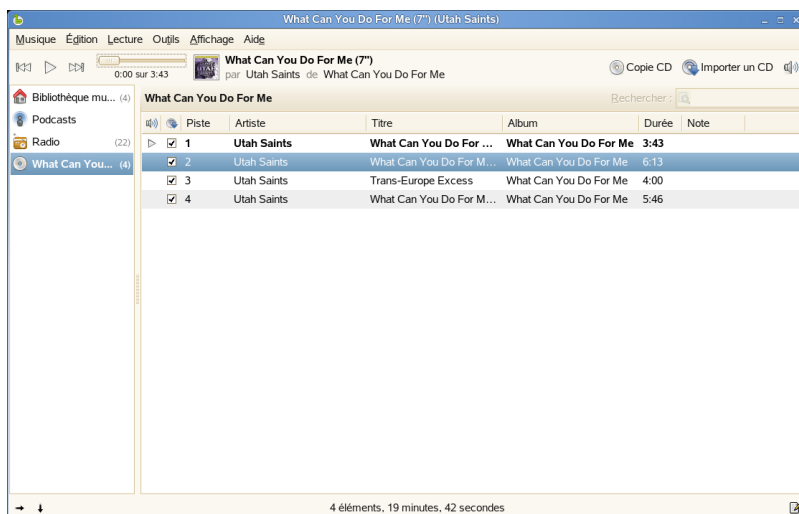 What Can You Do For Me (7") (Utah Saints)
Musique Édition Lecture Outils Affichage Aide
What Can You Do For Me (7")
par Utah Saints de What Can You Do For Me
0:00 sur 3:43
Copie CD Importer un CD
Bibliothèque mu... (4)
Podcasts
Radio (22)
What Can You... (4)
What Can You Do For Me Rechercher :
Piste Artiste Titre Album Durée Note
1 Utah Saints What Can You Do For ... What Can You Do For Me 3:43
2 Utah Saints What Can You Do For M... What Can You Do For Me 6:13
3 Utah Saints Trans-Europe Excess What Can You Do For Me 4:00
4 Utah Saints What Can You Do For M... What Can You Do For Me 5:46
4 éléments, 19 minutes, 42 secondes